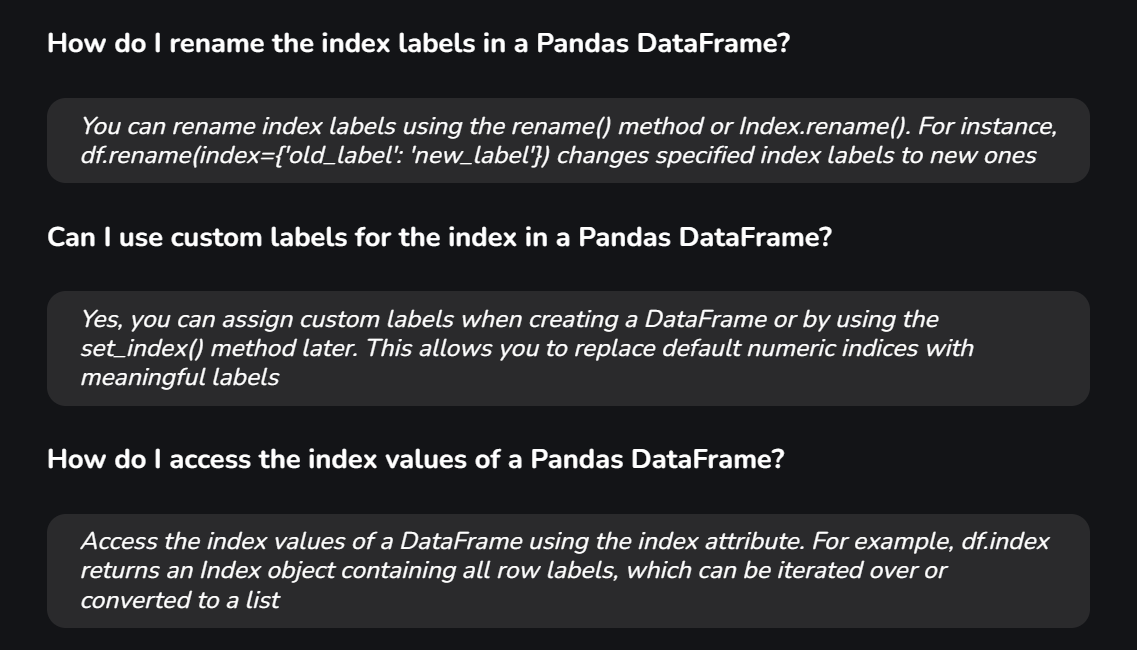 How do I rename the index labels in a Pandas DataFrame?
You can rename index labels using the rename() method or Index.rename(). For instance,
df.rename(index={'old_label': 'new_label'}) changes specified index labels to new ones
Can I use custom labels for the index in a Pandas DataFrame?
Yes, you can assign custom labels when creating a DataFrame or by using the
set_index() method later. This allows you to replace default numeric indices with
meaningful labels
How do I access the index values of a Pandas DataFrame?
Access the index values of a DataFrame using the index attribute. For example, df.index
returns an Index object containing all row labels, which can be iterated over or
converted to a list